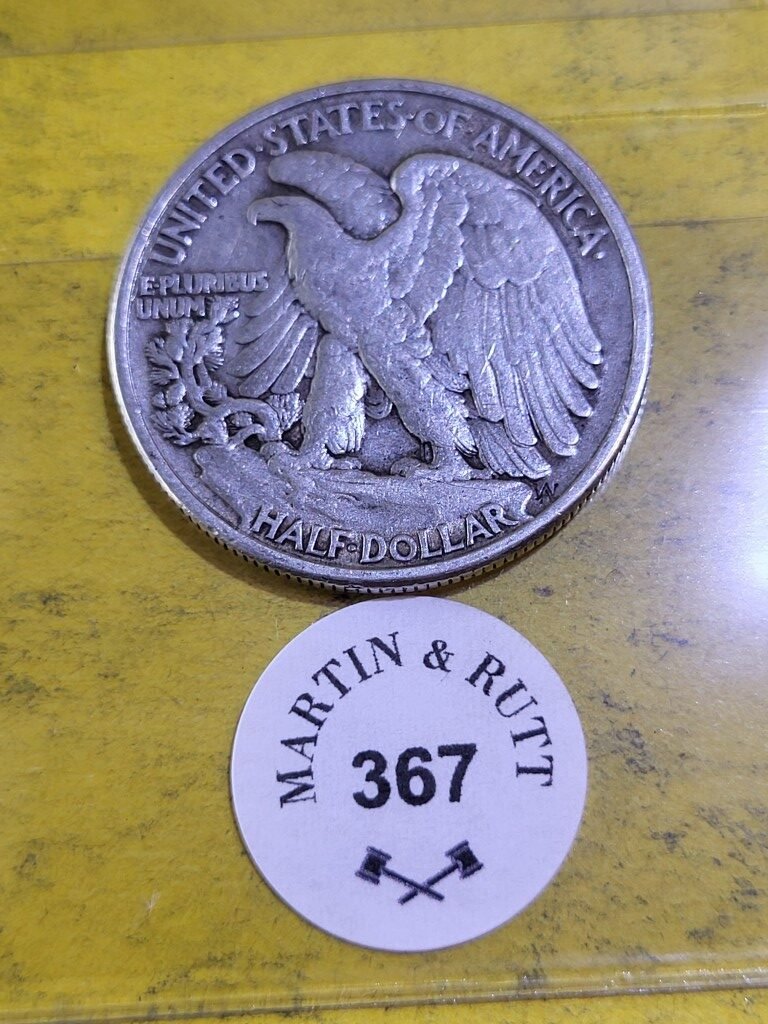 UNITED·STATES·OF·AMERICA·
E·PLURIBUS
UNUM
HALF·DOLLAR
MARTIN & RUTT
367